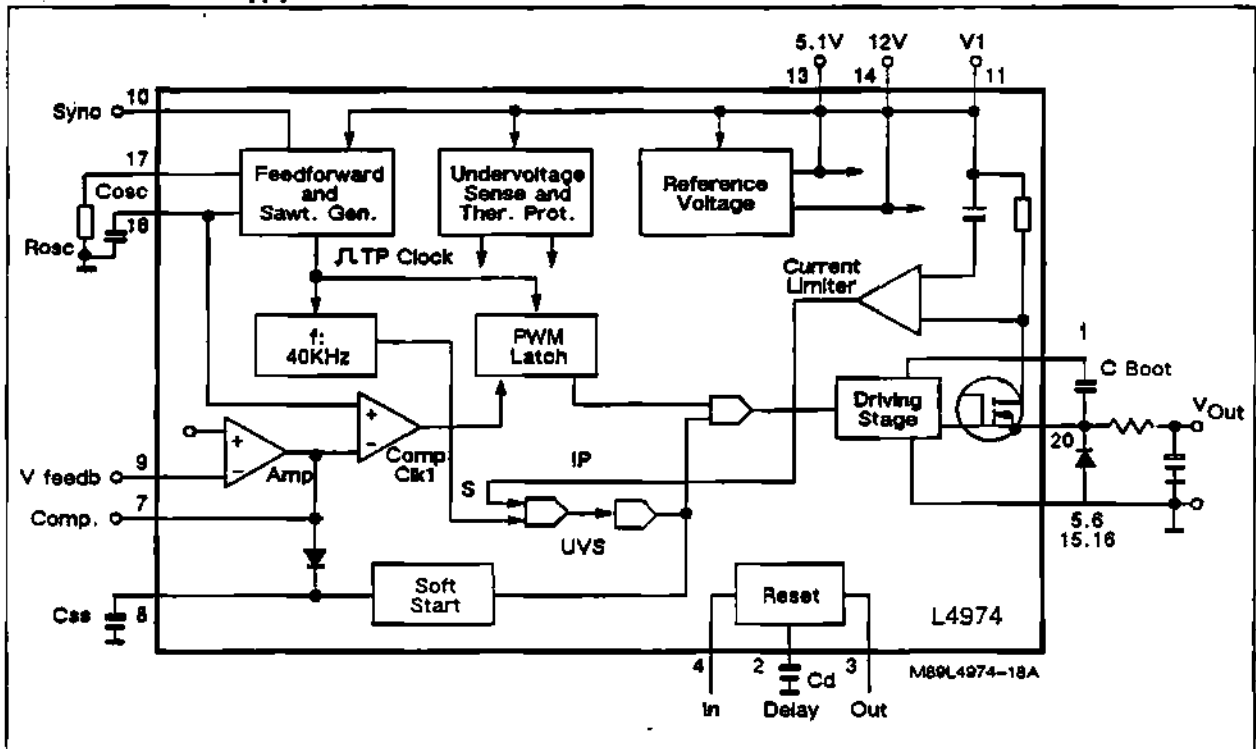 5.1V 12V V1
13 14 11
10
Sync
17
Cosc
18
Rosc
Feedforward
and
Sawt. Gen.
Undervoltage
Sense and
Ther. Prot.
Reference
Voltage
TP Clock
Current
Limiter
f:
40KHz
PWM
Latch
1
C Boot
Driving
Stage
VOut
20
+
-
Amp
+
-
Comp
Clk1
9
V feedb
7
Comp.
IP
S
UVS
5.6
15.16
Css
8
Soft
Start
Reset
L4974
4
2
3
Cd
M89L4974-18A
In Delay Out